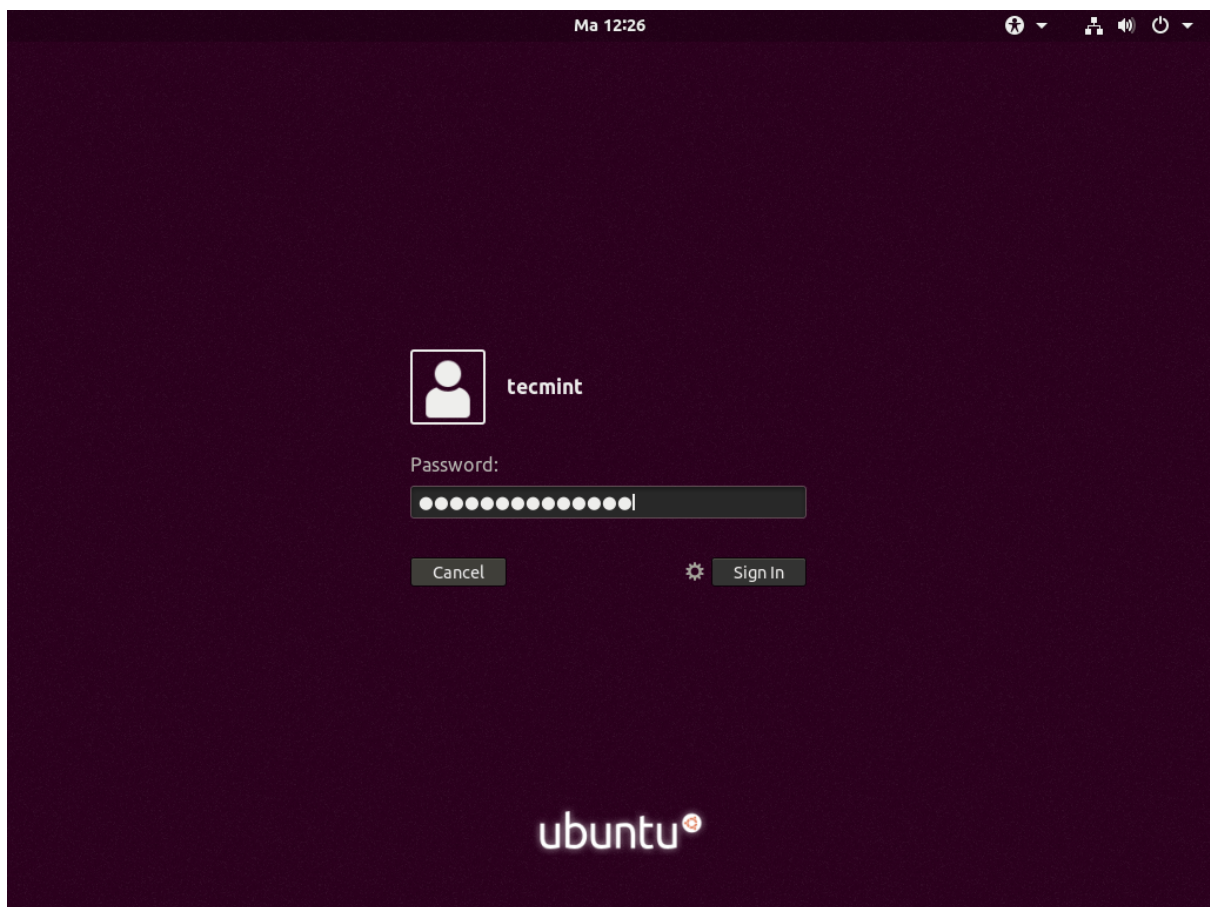 Ma 12:26
tecmint
Password:
●●●●●●●●●●●●●●
Cancel
Sign In
ubuntu